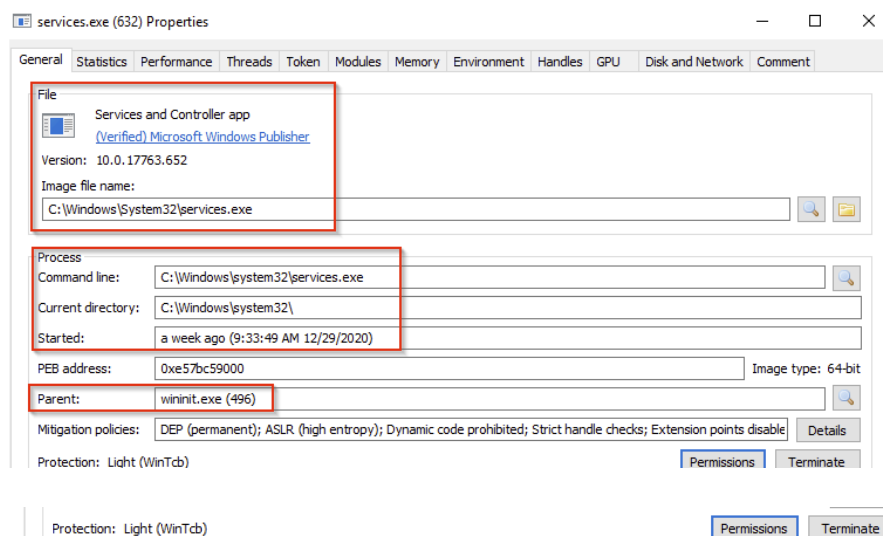 services.exe (632) Properties
General Statistics Performance Threads Token Modules Memory Environment Handles GPU Disk and Network Comment
File
Services and Controller app
(Verified) Microsoft Windows Publisher
Version: 10.0.17763.652
Image file name:
C:\Windows\System32\services.exe
Process
Command line: C:\Windows\system32\services.exe
Current directory: C:\Windows\system32\
Started: a week ago (9:33:49 AM 12/29/2020)
PEB address: 0xe57bc59000 Image type: 64-bit
Parent: wininit.exe (496)
Mitigation policies: DEP (permanent); ASLR (high entropy); Dynamic code prohibited; Strict handle checks; Extension points disable Details
Protection: Light (WinTcb) Permissions Terminate
Protection: Light (WinTcb) Permissions Terminate